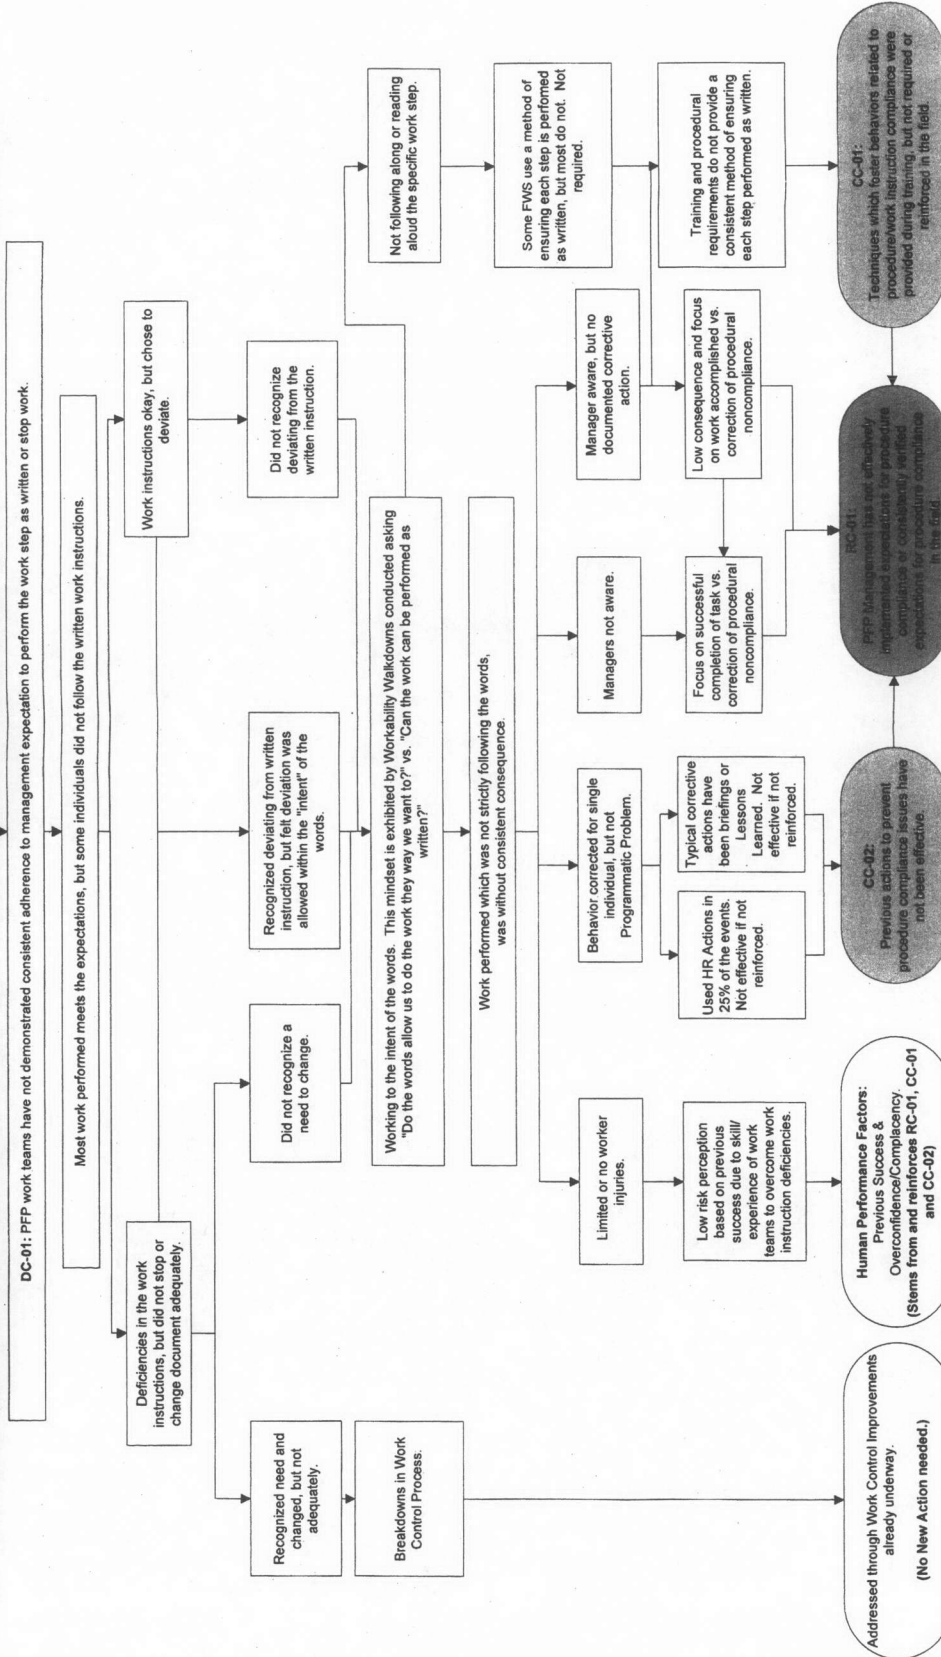 DC-01: PFP work teams have not demonstrated consistent adherence to management expectation to perform the work step as written or stop work.
Most work performed meets the expectations, but some individuals did not follow the written work instructions.
Deficiencies in the work
instructions, but did not stop or
change document adequately.
Work instructions okay, but chose to
deviate.
Recognized need and
changed, but not
adequately.
Did not recognize a
need to change.
Recognized deviating from written
instruction, but felt deviation was
allowed within the "intent" of the
words.
Did not recognize
deviating from the
written instruction.
Not following along or reading
aloud the specific work step.
Breakdowns in Work
Control Process.
Working to the intent of the words. This mindset is exhibited by Workability Walkdowns conducted asking
"Do the words allow us to do the work they way we want to?" vs. "Can the work can be performed as
written?"
Some FWS use a method of
ensuring each step is perfomed
as written, but most do not. Not
required.
Work performed which was not strictly following the words,
was without consistent consequence.
Limited or no worker
injuries.
Behavior corrected for single
individual, but not
Programmatic Problem.
Managers not aware.
Manager aware, but no
documented corrective
action.
Training and procedural
requirements do not provide a
consistent method of ensuring
each step performed as written.
Low risk perception
based on previous
success due to skill/
experience of work
teams to overcome work
instruction deficiencies.
Used HR Actions in
25% of the events.
Not effective if not
reinforced.
Typical corrective
actions have
been briefings or
Lessons
Learned. Not
effective if not
reinforced.
Focus on successful
completion of task vs.
correction of procedural
noncompliance.
Low consequence and focus
on work accomplished vs.
correction of procedural
noncompliance.
Addressed through Work Control Improvements
already underway.
(No New Action needed.)
Human Performance Factors:
Previous Success &
Overconfidence/Complacency.
(Stems from and reinforces RC-01, CC-01
and CC-02)
CC-02:
Previous actions to prevent
procedure compliance issues have
not been effective.
RC-01:
PFP Management has not effectively
implemented expectations for procedure
compliance or consistently verified
expectations for procedure compliance
in the field.
CC-01:
Techniques which foster behaviors related to
procedure/work instruction compliance were
provided during training, but not required or
reinforced in the field.